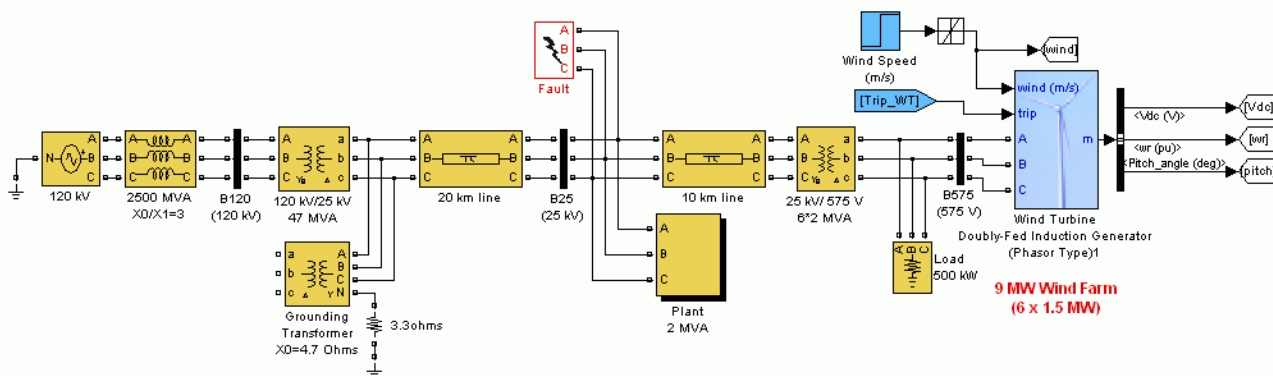 A
B
C
Fault
Wind Speed
(m/s)
[wind]
[Trip_WT]
wind (m/s)
trip
A
B
C
m
<Vdc (V)>
<wr (pu)>
<Pitch_angle (deg)>
[Vdc]
[wr]
[pitch]
Wind Turbine
Doubly-Fed Induction Generator
(Phasor Type)1
9 MW Wind Farm
(6 x 1.5 MW)
N
A
B
C
120 kV
A
B
C
A
B
C
2500 MVA
X0/X1=3
B120
(120 kV)
A
B
C
a
b
c
Yg
120 kV/25 kV
47 MVA
A
B
C
A
B
C
20 km line
B25
(25 kV)
A
B
C
A
B
C
10 km line
A
B
C
a
b
c
Yg
25 kV/ 575 V
6*2 MVA
B575
(575 V)
A
B
C
Load
500 kW
a
b
c
A
B
C
N
Y
Grounding
Transformer
X0=4.7 Ohms
3.3ohms
A
B
C
Plant
2 MVA